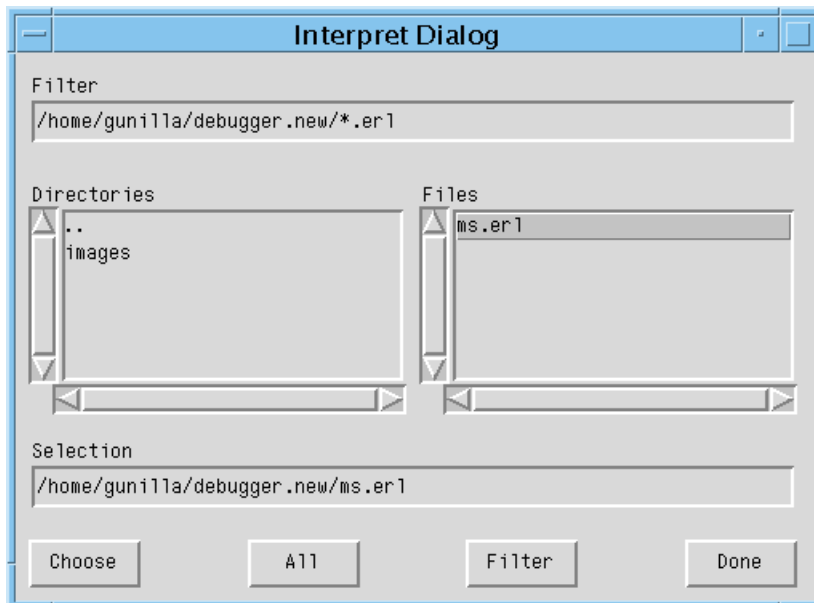 Interpret Dialog
Filter
/home/gunilla/debugger.new/*.erl
Directories
..
images
Files
ms.erl
Selection
/home/gunilla/debugger.new/ms.erl
Choose
All
Filter
Done